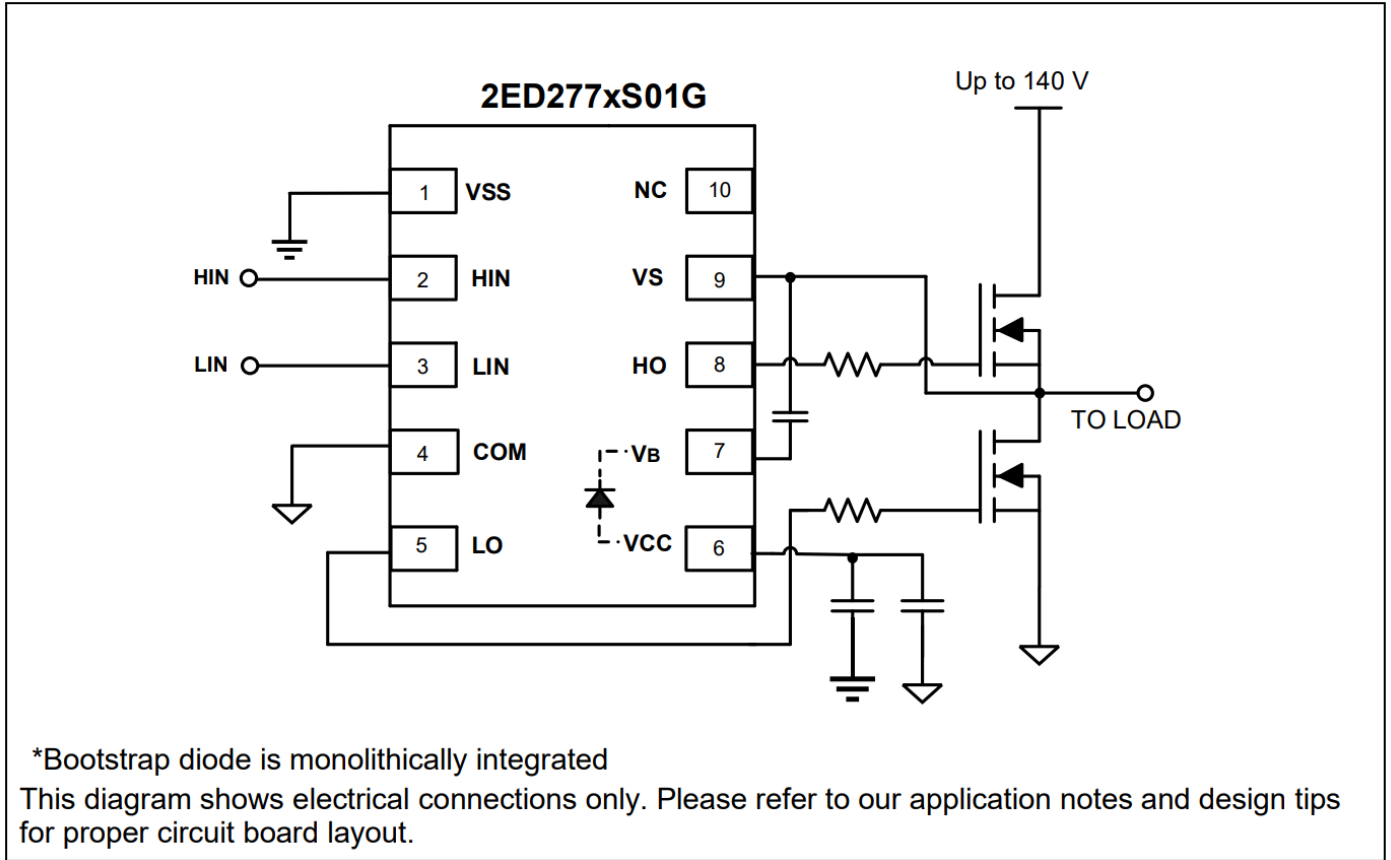 2ED277xS01G
Up to 140 V
1 VSS
NC 10
HIN
2 HIN
VS 9
LIN
3 LIN
HO 8
TO LOAD
4 COM
VB 7
5 LO
VCC 6
*Bootstrap diode is monolithically integrated
This diagram shows electrical connections only. Please refer to our application notes and design tips
for proper circuit board layout.